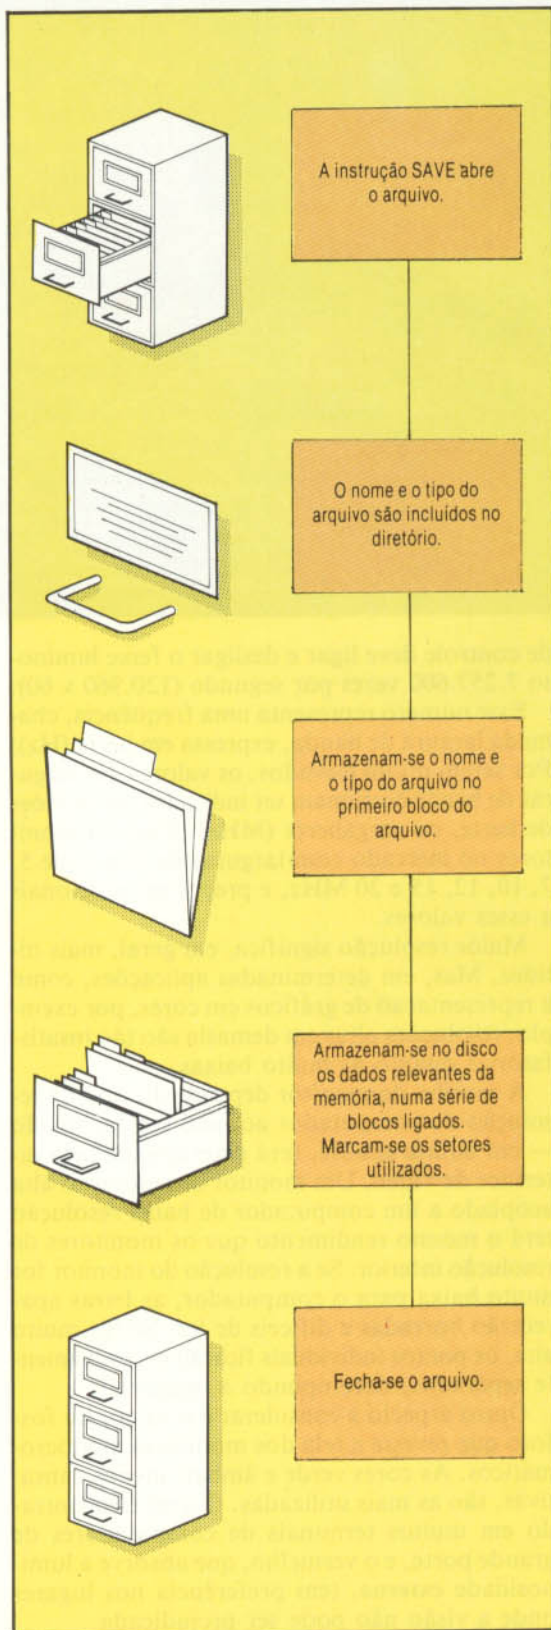 A instrução SAVE abre
o arquivo.
O nome e o tipo do
arquivo são incluídos no
diretório.
Armazenam-se o nome e
o tipo do arquivo no
primeiro bloco do
arquivo.
Armazenam-se no disco
os dados relevantes da
memória, numa série de
blocos ligados.
Marcam-se os setores
utilizados.
Fecha-se o arquivo.